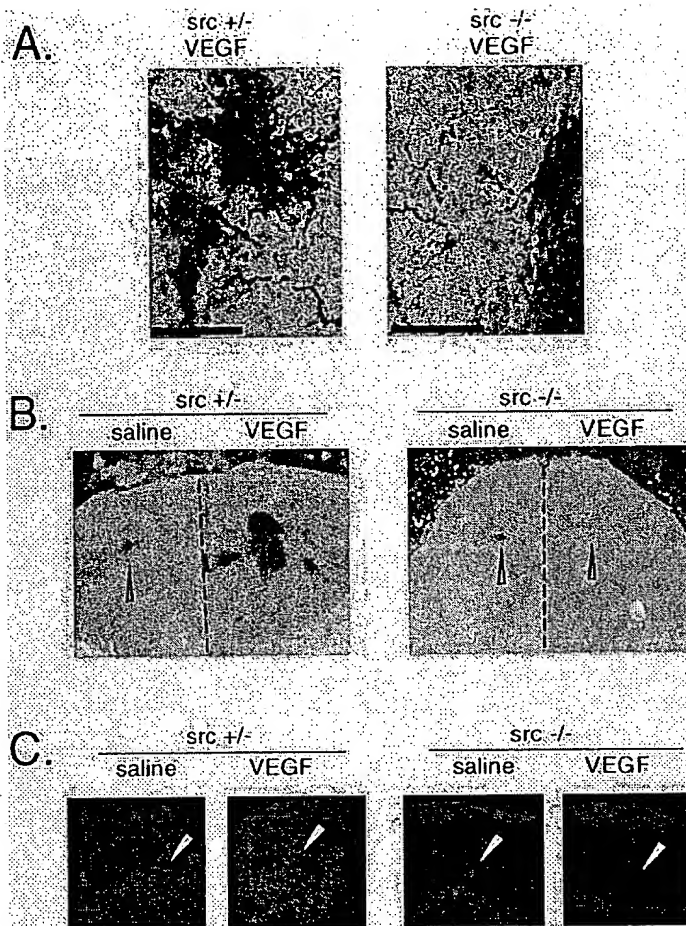 A.
src +/-
VEGF
src -/-
VEGF
B.
src +/-
saline VEGF
src -/-
saline VEGF
C.
src +/-
saline VEGF
src -/-
saline VEGF